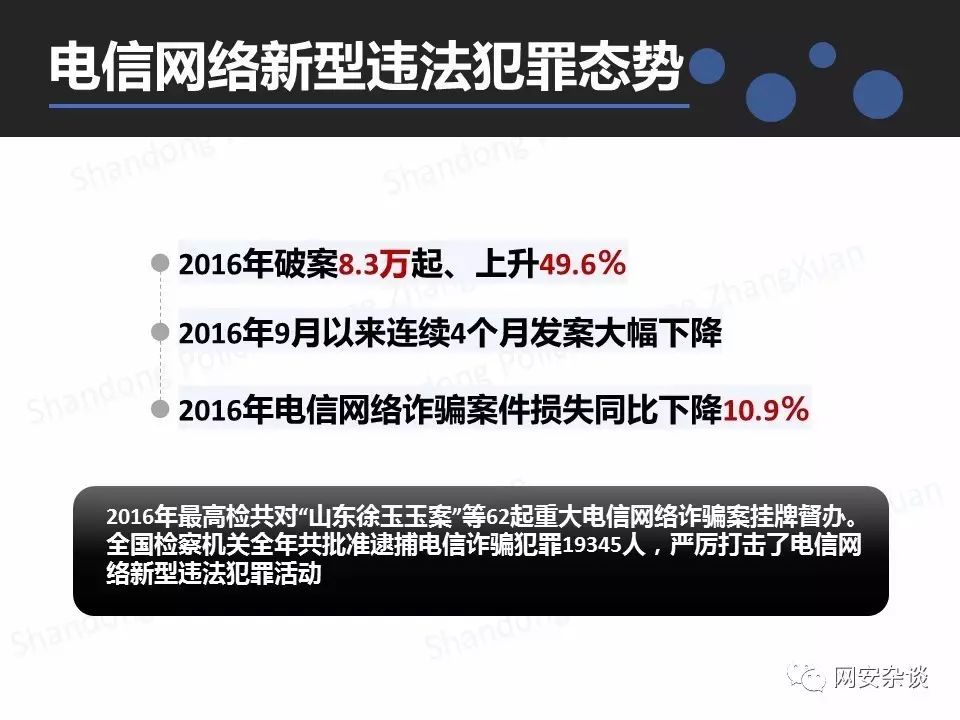 电信网络新型违法犯罪态势
2016年破案8.3万起、上升49.6%
2016年9月以来连续4个月发案大幅下降
2016年电信网络诈骗案件损失同比下降10.9%
2016年最高检共对“山东徐玉玉案”等62起重大电信网络诈骗案挂牌督办。
全国检察机关全年共批准逮捕电信诈骗犯罪19345人，严厉打击了电信网
络新型违法犯罪活动
网安杂谈